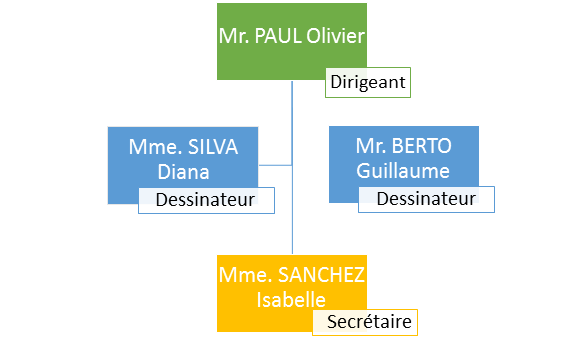 Mr. PAUL Olivier
Dirigeant
Mme. SILVA
Diana
Dessinateur
Mr. BERTO
Guillaume
Dessinateur
Mme. SANCHEZ
Isabelle
Secrétaire